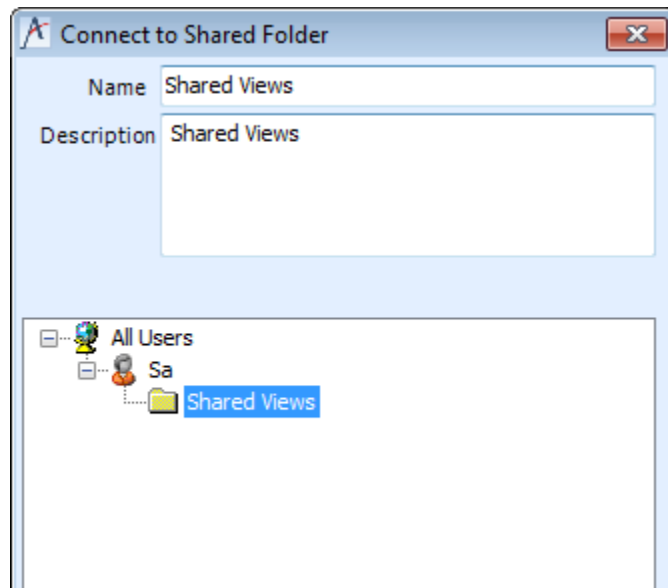 Connect to Shared Folder
Name Shared Views
Description Shared Views
All Users
Sa
Shared Views